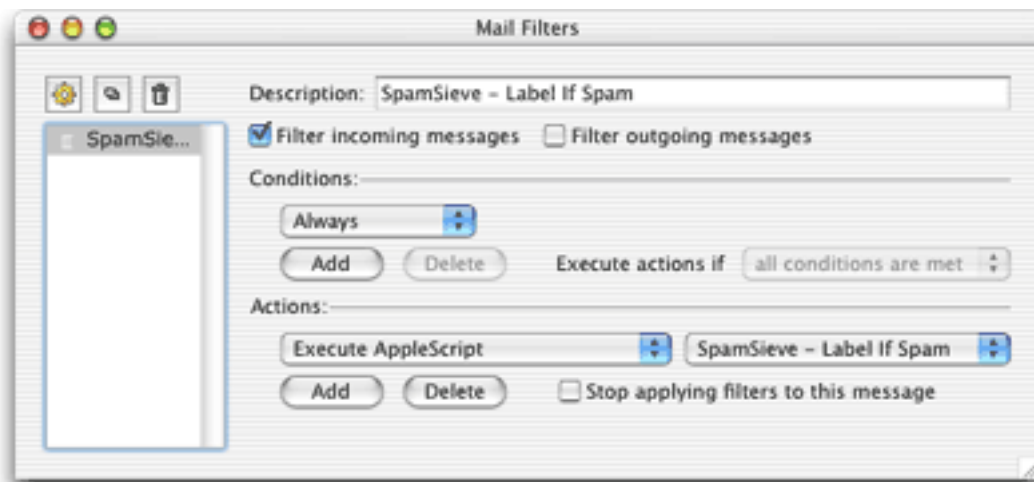 Mail Filters
Description: SpamSieve - Label If Spam
SpamSie...
Filter incoming messages Filter outgoing messages
Conditions:
Always
Add Delete Execute actions if all conditions are met
Actions:
Execute AppleScript SpamSieve - Label If Spam
Add Delete Stop applying filters to this message